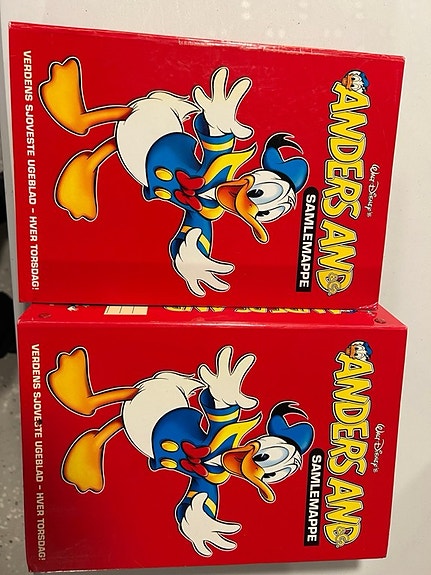 WALT DISNEY'S
ANDERS AND
& CO.
SAMLEMAPPE
VERDENS SJOVESTE UGEBLAD – HVER TORSDAG!
WALT DISNEY'S
ANDERS AND
& CO.
SAMLEMAPPE
VERDENS SJOVESTE UGEBLAD – HVER TORSDAG!